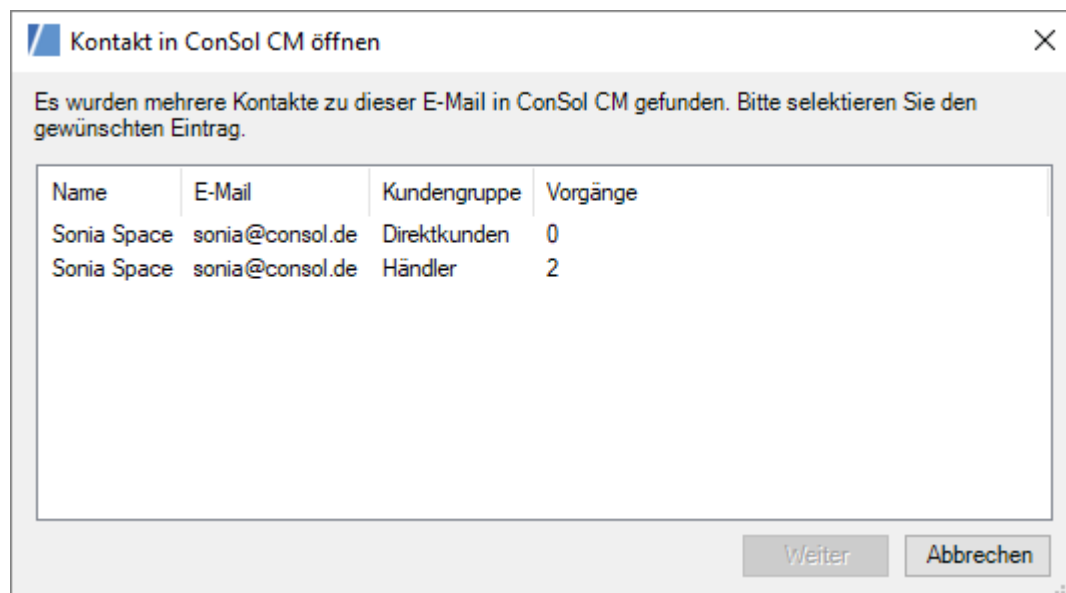 Kontakt in ConSol CM öffnen
Es wurden mehrere Kontakte zu dieser E-Mail in ConSol CM gefunden. Bitte selektieren Sie den
gewünschten Eintrag.
Name E-Mail Kundengruppe Vorgänge
Sonia Space sonia@consol.de Direktkunden 0
Sonia Space sonia@consol.de Händler 2
Weiter Abbrechen